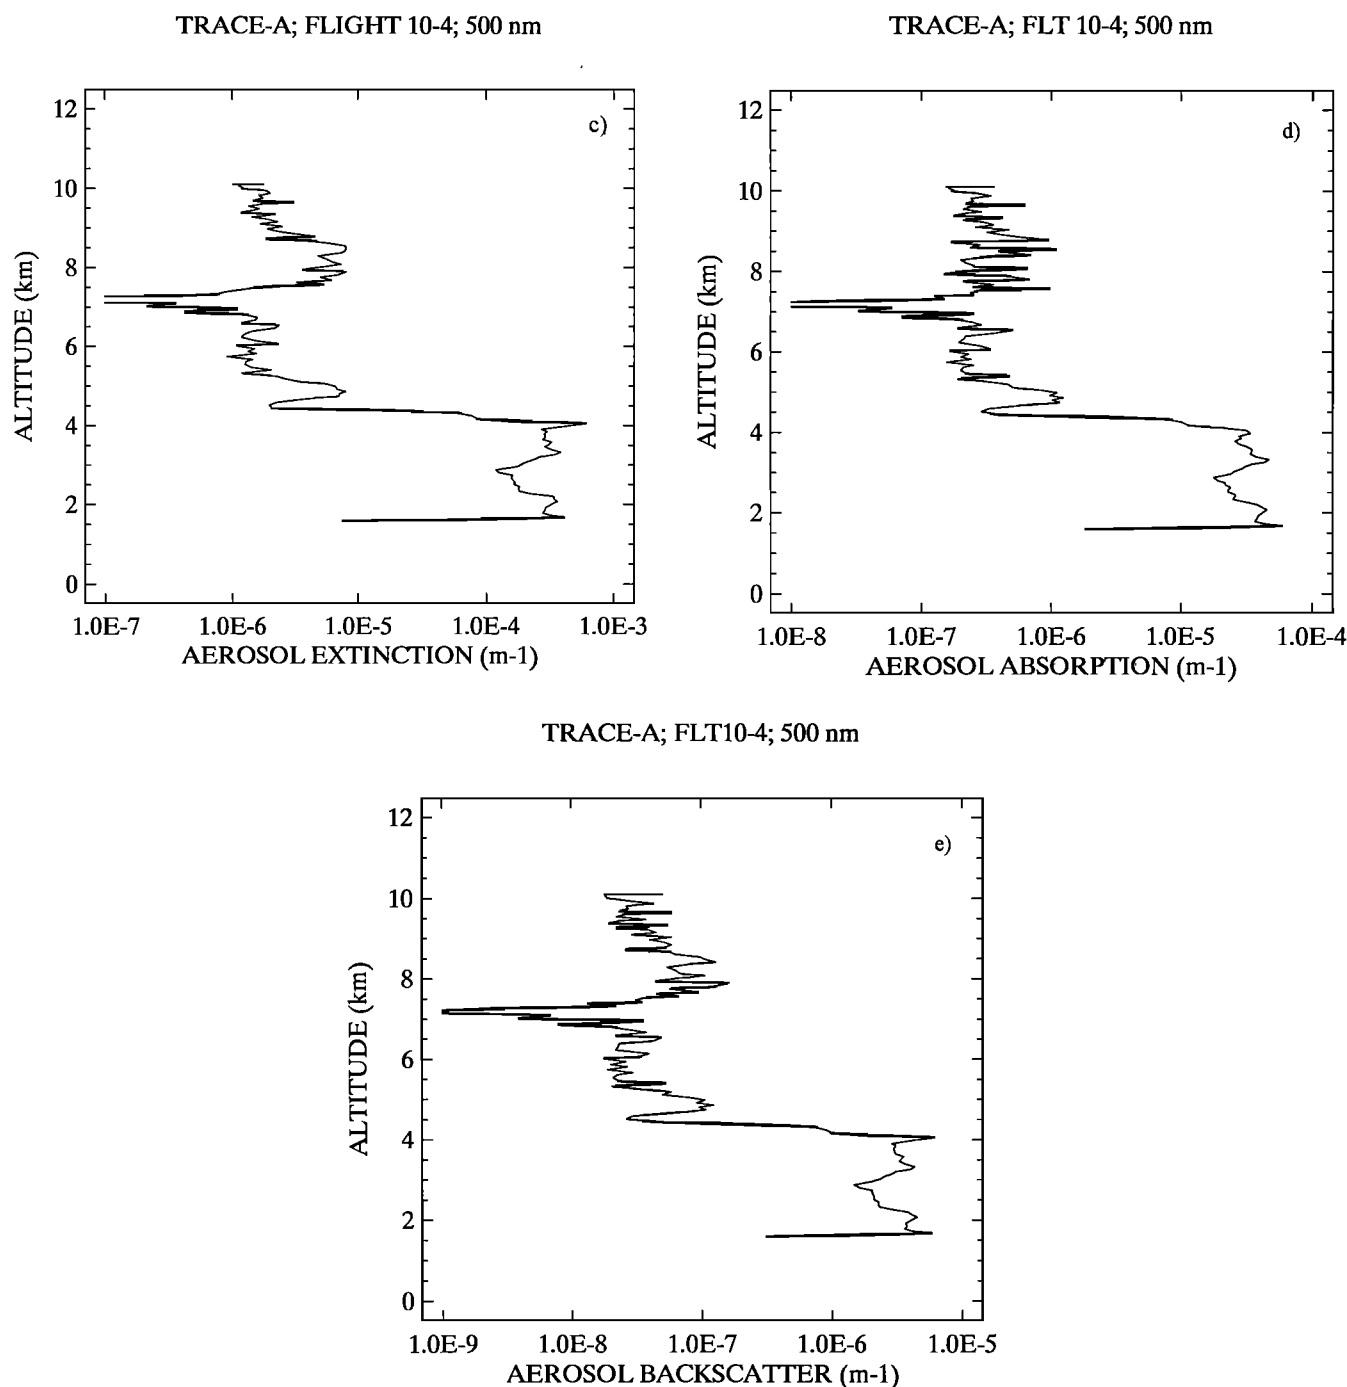 TRACE-A; FLIGHT 10-4; 500 nm
c)
12
10
8
6
4
2
0
ALTITUDE (km)
1.0E-7 1.0E-6 1.0E-5 1.0E-4 1.0E-3
AEROSOL EXTINCTION (m-1)
TRACE-A; FLT 10-4; 500 nm
d)
12
10
8
6
4
2
0
ALTITUDE (km)
1.0E-8 1.0E-7 1.0E-6 1.0E-5 1.0E-4
AEROSOL ABSORPTION (m-1)
TRACE-A; FLT10-4; 500 nm
e)
12
10
8
6
4
2
0
ALTITUDE (km)
1.0E-9 1.0E-8 1.0E-7 1.0E-6 1.0E-5
AEROSOL BACKSCATTER (m-1)